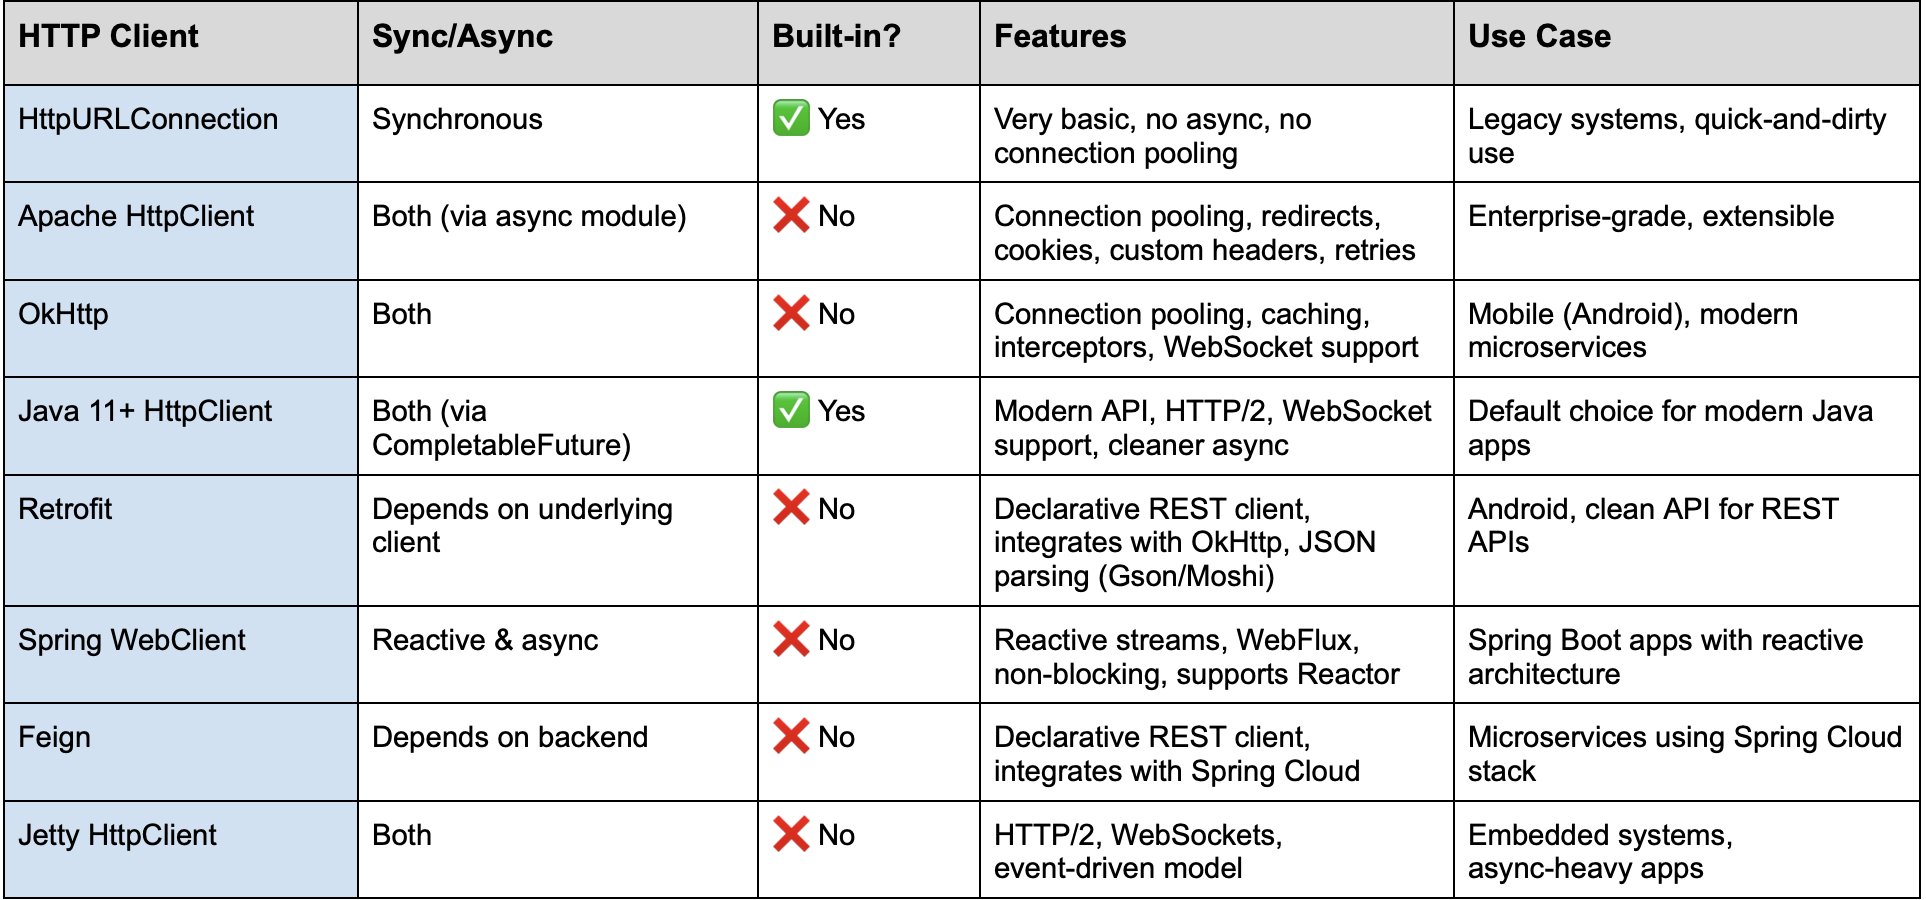 HTTP Client
Sync/Async
Built-in?
Features
Use Case
HttpURLConnection
Synchronous
✅ Yes
Very basic, no async, no
connection pooling
Legacy systems, quick-and-dirty
use
Apache HttpClient
Both (via async module)
❌ No
Connection pooling, redirects,
cookies, custom headers, retries
Enterprise-grade, extensible
OkHttp
Both
❌ No
Connection pooling, caching,
interceptors, WebSocket support
Mobile (Android), modern
microservices
Java 11+ HttpClient
Both (via
CompletableFuture)
✅ Yes
Modern API, HTTP/2, WebSocket
support, cleaner async
Default choice for modern Java
apps
Retrofit
Depends on underlying
client
❌ No
Declarative REST client,
integrates with OkHttp, JSON
parsing (Gson/Moshi)
Android, clean API for REST
APIs
Spring WebClient
Reactive & async
❌ No
Reactive streams, WebFlux,
non-blocking, supports Reactor
Spring Boot apps with reactive
architecture
Feign
Depends on backend
❌ No
Declarative REST client,
integrates with Spring Cloud
Microservices using Spring Cloud
stack
Jetty HttpClient
Both
❌ No
HTTP/2, WebSockets,
event-driven model
Embedded systems,
async-heavy apps